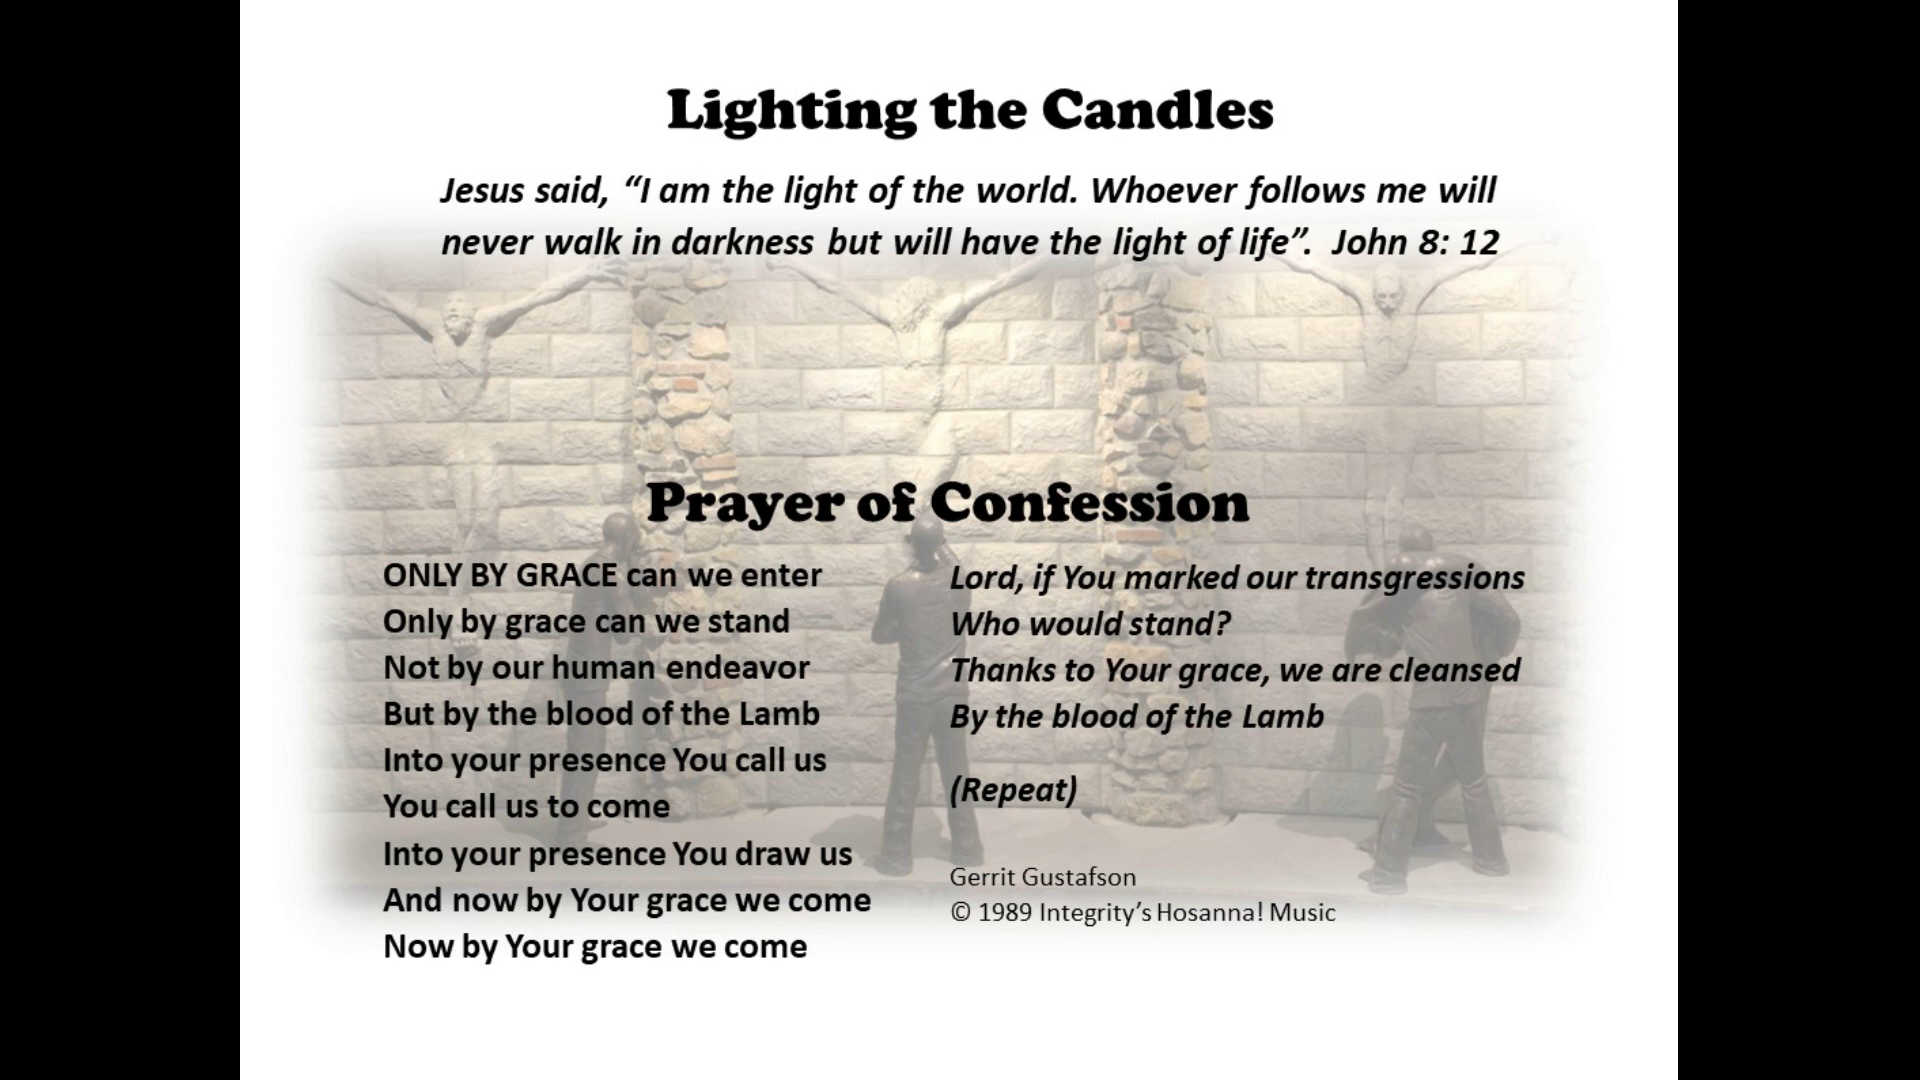 Lighting the Candles
Jesus said, “I am the light of the world. Whoever follows me will
never walk in darkness but will have the light of life”.  John 8: 12
Prayer of Confession
ONLY BY GRACE can we enter
Only by grace can we stand
Not by our human endeavor
But by the blood of the Lamb
Into your presence You call us
You call us to come
Into your presence You draw us
And now by Your grace we come
Now by Your grace we come
Lord, if You marked our transgressions
Who would stand?
Thanks to Your grace, we are cleansed
By the blood of the Lamb
(Repeat)
Gerrit Gustafson
© 1989 Integrity’s Hosanna! Music